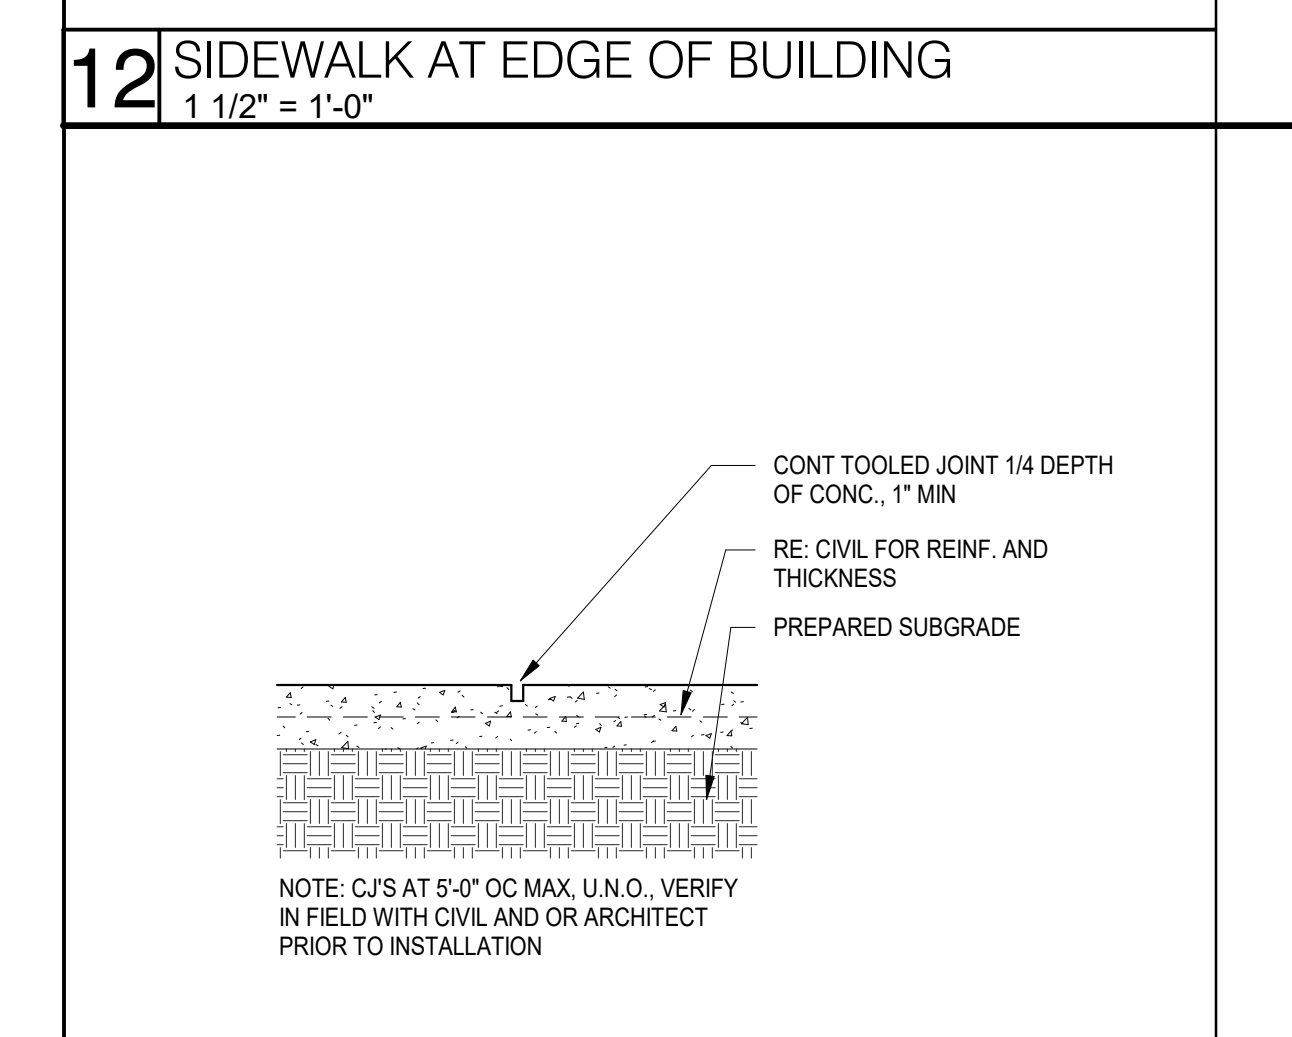 12
SIDEWALK AT EDGE OF BUILDING
1 1/2" = 1'-0"
CONT TOOLED JOINT 1/4 DEPTH
OF CONC., 1" MIN
RE: CIVIL FOR REINF. AND
THICKNESS
PREPARED SUBGRADE
NOTE: CJ'S AT 5'-0" OC MAX, U.N.O., VERIFY
IN FIELD WITH CIVIL AND OR ARCHITECT
PRIOR TO INSTALLATION